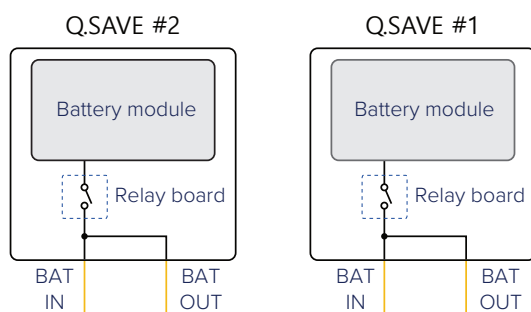 Q.SAVE #2
Q.SAVE #1
Battery module
Battery module
Relay board
Relay board
BAT
IN
BAT
OUT
BAT
IN
BAT
OUT